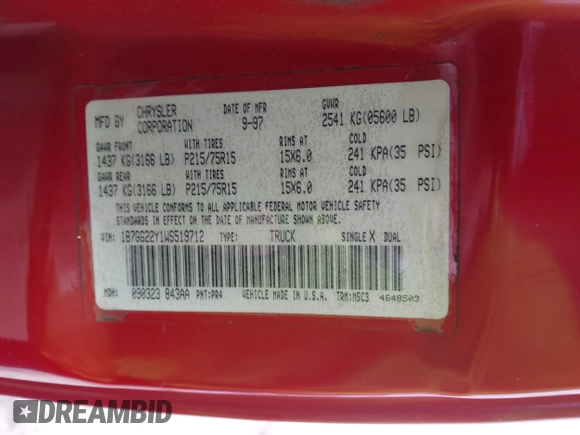 MFD BY CHRYSLER CORPORATION DATE OF MFR 9-97 GVWR 2541 KG(05600 LB)
GAWR FRONT WITH TIRES RIMS AT COLD
1437 KG(3166 LB) P215/75R15 15X6.0 241 KPA(35 PSI)
GAWR REAR WITH TIRES RIMS AT COLD
1437 KG(3166 LB) P215/75R15 15X6.0 241 KPA(35 PSI)
THIS VEHICLE CONFORMS TO ALL APPLICABLE FEDERAL MOTOR VEHICLE SAFETY
STANDARDS IN EFFECT ON THE DATE OF MANUFACTURE SHOWN ABOVE.
VIN: 1B7GG22Y1WS519712 TYPE: TRUCK SINGLE X DUAL
MDH: 090323 843AA PNT:PR4 VEHICLE MADE IN U.S.A. TRM:M5C3 4648503
DREAMBID